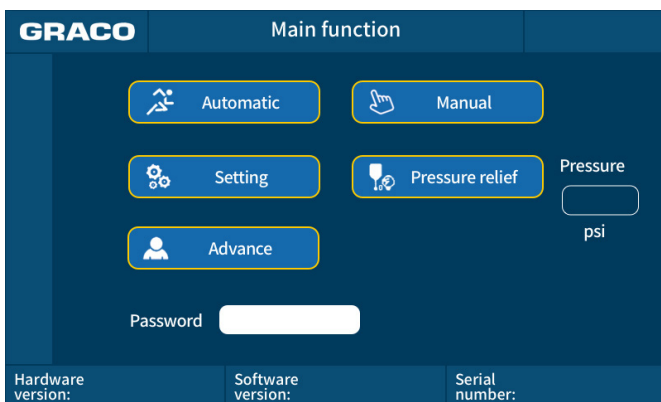 GRACO
Main function
Automatic
Manual
Setting
Pressure relief
Pressure
psi
Advance
Password
Hardware
version:
Software
version:
Serial
number: